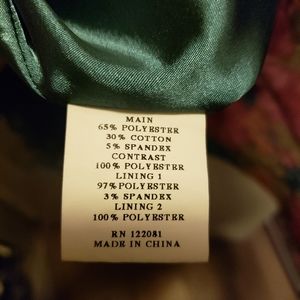 MAIN
65% POLYESTER
30% COTTON
5% SPANDEX
CONTRAST
100% POLYESTER
LINING 1
97% POLYESTER
3% SPANDEX
LINING 2
100% POLYESTER
RN 122081
MADE IN CHINA